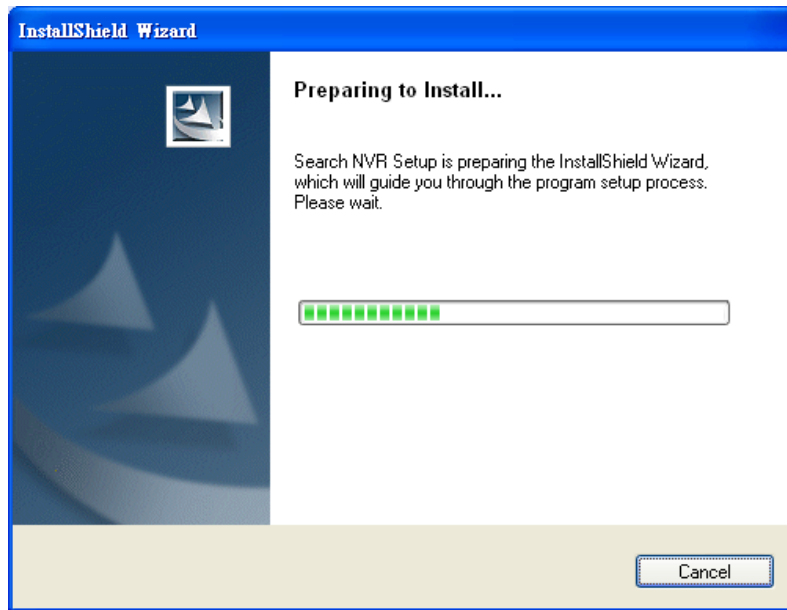 InstallShield Wizard
Preparing to Install...
Search NVR Setup is preparing the InstallShield Wizard,
which will guide you through the program setup process.
Please wait.
Cancel